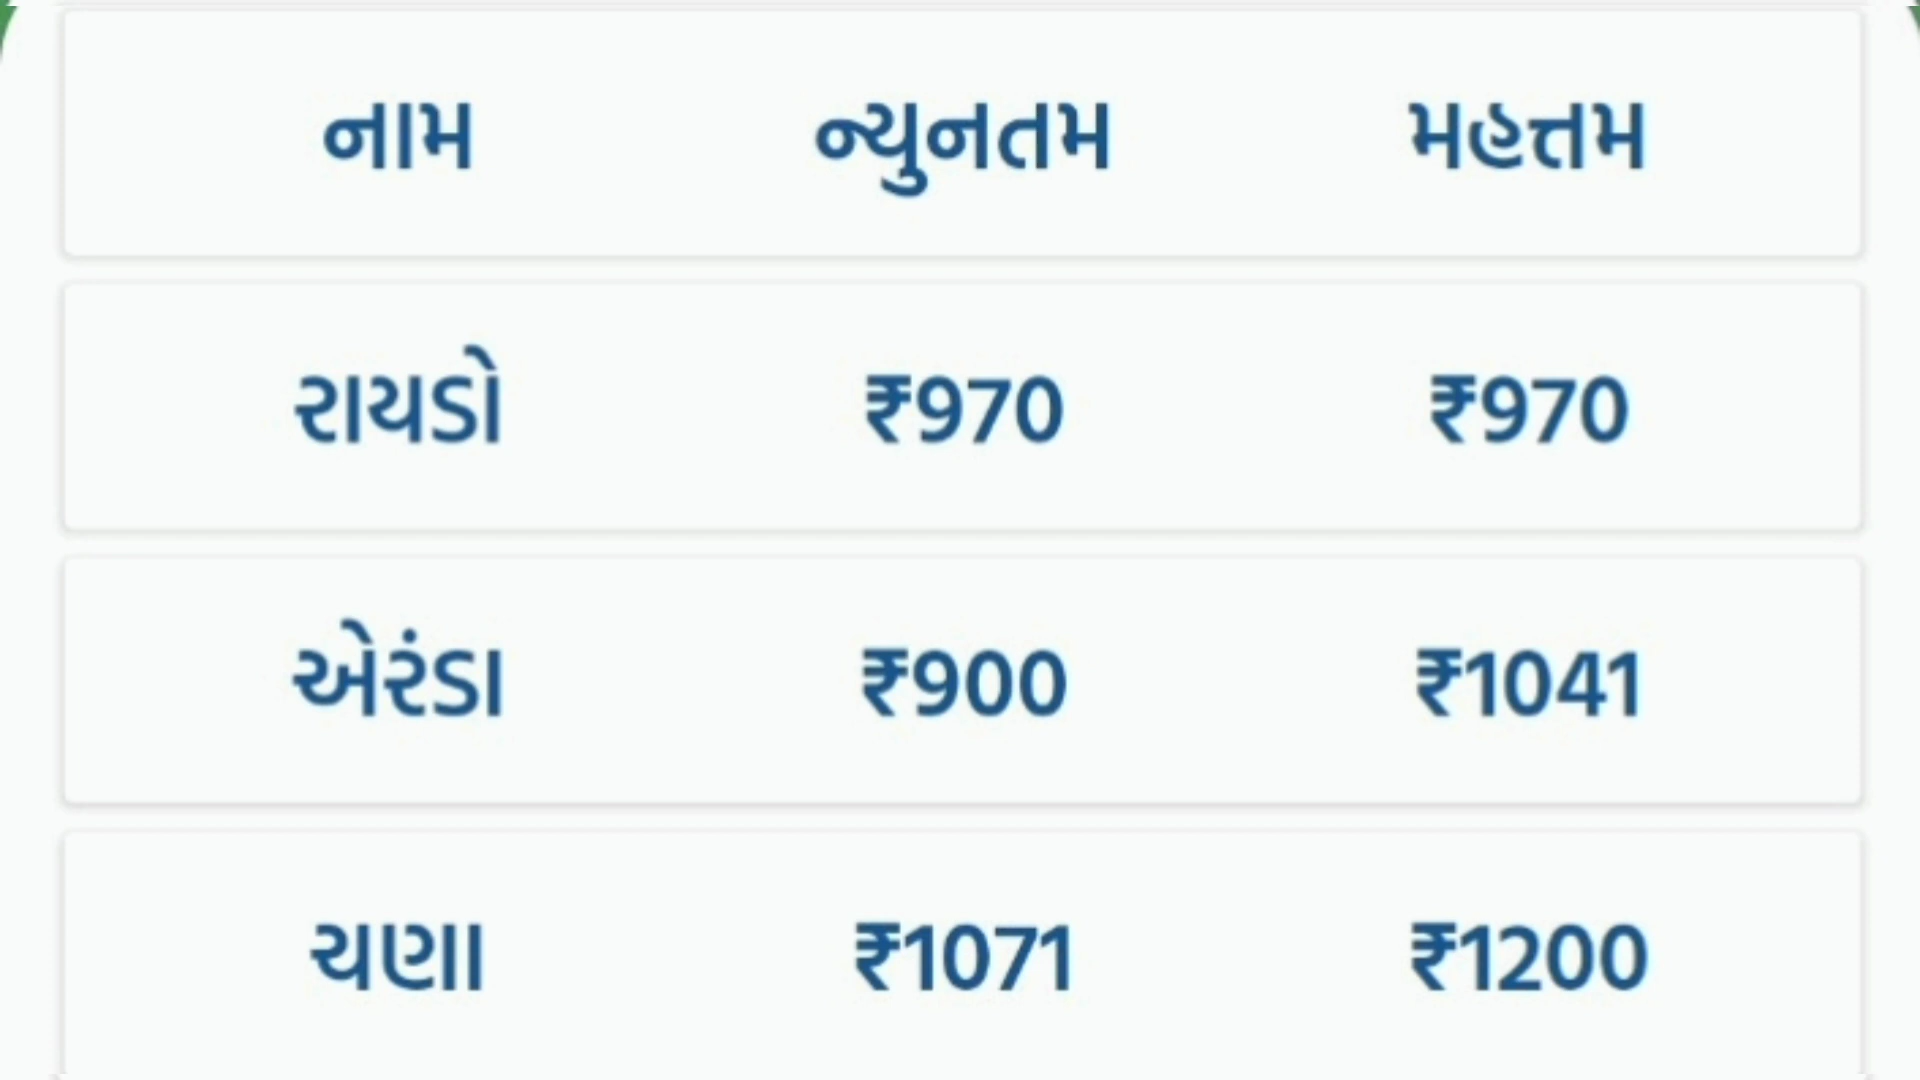 નામ ન્યુનતમ મહત્તમ
રાયડો ₹970 ₹970
એરંડા ₹900 ₹1041
ચણા ₹1071 ₹1200